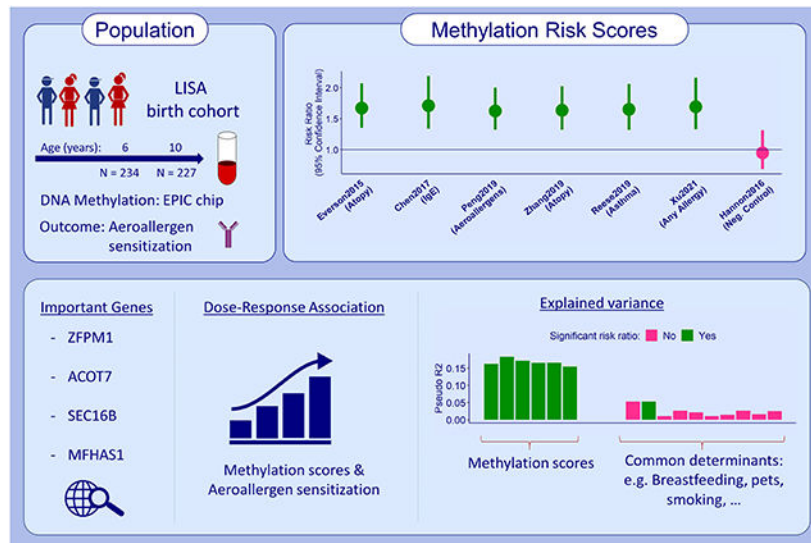 Population
LISA
birth cohort
Age (years): 6 10
N = 234 N = 227
DNA Methylation: EPIC chip
Outcome: Aeroallergen
sensitization
Methylation Risk Scores
Risk Ratio
(95% Confidence Interval)
2.0
1.5
1.0
Everson2015
(Atopy)
Chen2017
(IgE)
Peng2019
(Aeroallergens)
Zhang2019
(Atopy)
Reese2019
(Asthma)
Xu2021
(Any Allergy)
Hannon2016
(Neg. Control)
Important Genes
- ZFPM1
- ACOT7
- SEC16B
- MFHAS1
Dose-Response Association
Methylation scores &
Aeroallergen sensitization
Explained variance
Significant risk ratio: No Yes
Pseudo R2
0.15
0.10
0.05
0.00
Methylation scores
Common determinants:
e.g. Breastfeeding, pets,
smoking, ...